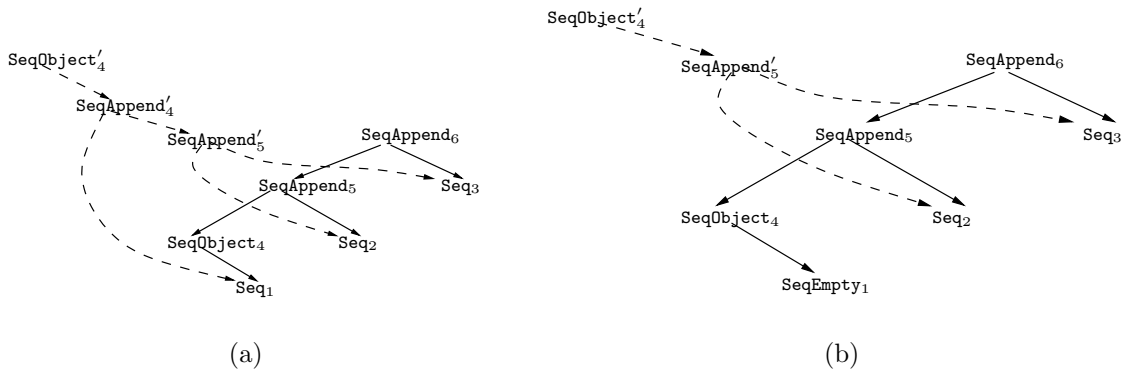 SeqObject′₄
SeqAppend′₄
SeqAppend′₅
SeqAppend₆
SeqAppend₅
Seq₃
SeqObject₄
Seq₂
Seq₁
(a)
SeqObject′₄
SeqAppend′₅
SeqAppend₆
SeqAppend₅
Seq₃
SeqObject₄
Seq₂
SeqEmpty₁
(b)